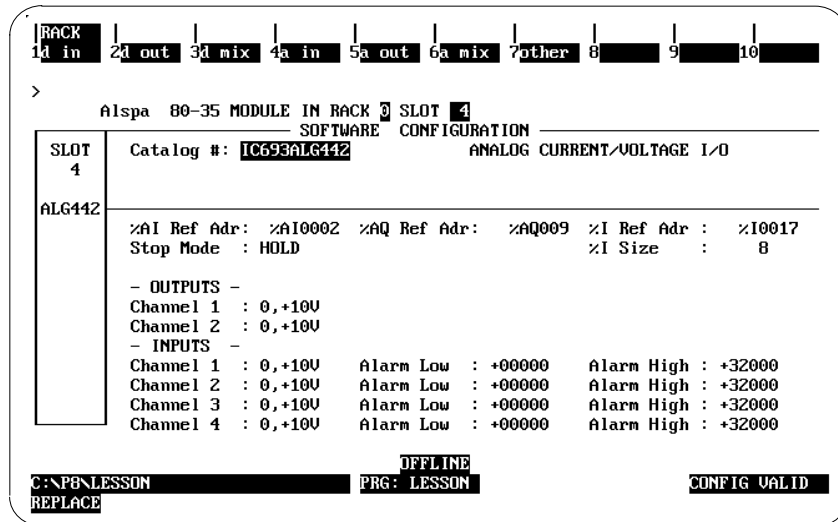 RACK
1d in 2d out 3d mix 4a in 5a out 6a mix 7other 8 9 10
>
Alspa 80-35 MODULE IN RACK 0 SLOT 4
SOFTWARE CONFIGURATION
SLOT Catalog #: IC693ALG442 ANALOG CURRENT/VOLTAGE I/O
4
ALG442
%AI Ref Adr: %AI0002 %AQ Ref Adr: %AQ009 %I Ref Adr : %I0017
Stop Mode : HOLD %I Size : 8
- OUTPUTS -
Channel 1 : 0,+10V
Channel 2 : 0,+10V
- INPUTS -
Channel 1 : 0,+10V Alarm Low : +00000 Alarm High : +32000
Channel 2 : 0,+10V Alarm Low : +00000 Alarm High : +32000
Channel 3 : 0,+10V Alarm Low : +00000 Alarm High : +32000
Channel 4 : 0,+10V Alarm Low : +00000 Alarm High : +32000
OFFLINE
C:\P8\LESSON PRG: LESSON CONFIG VALID
REPLACE